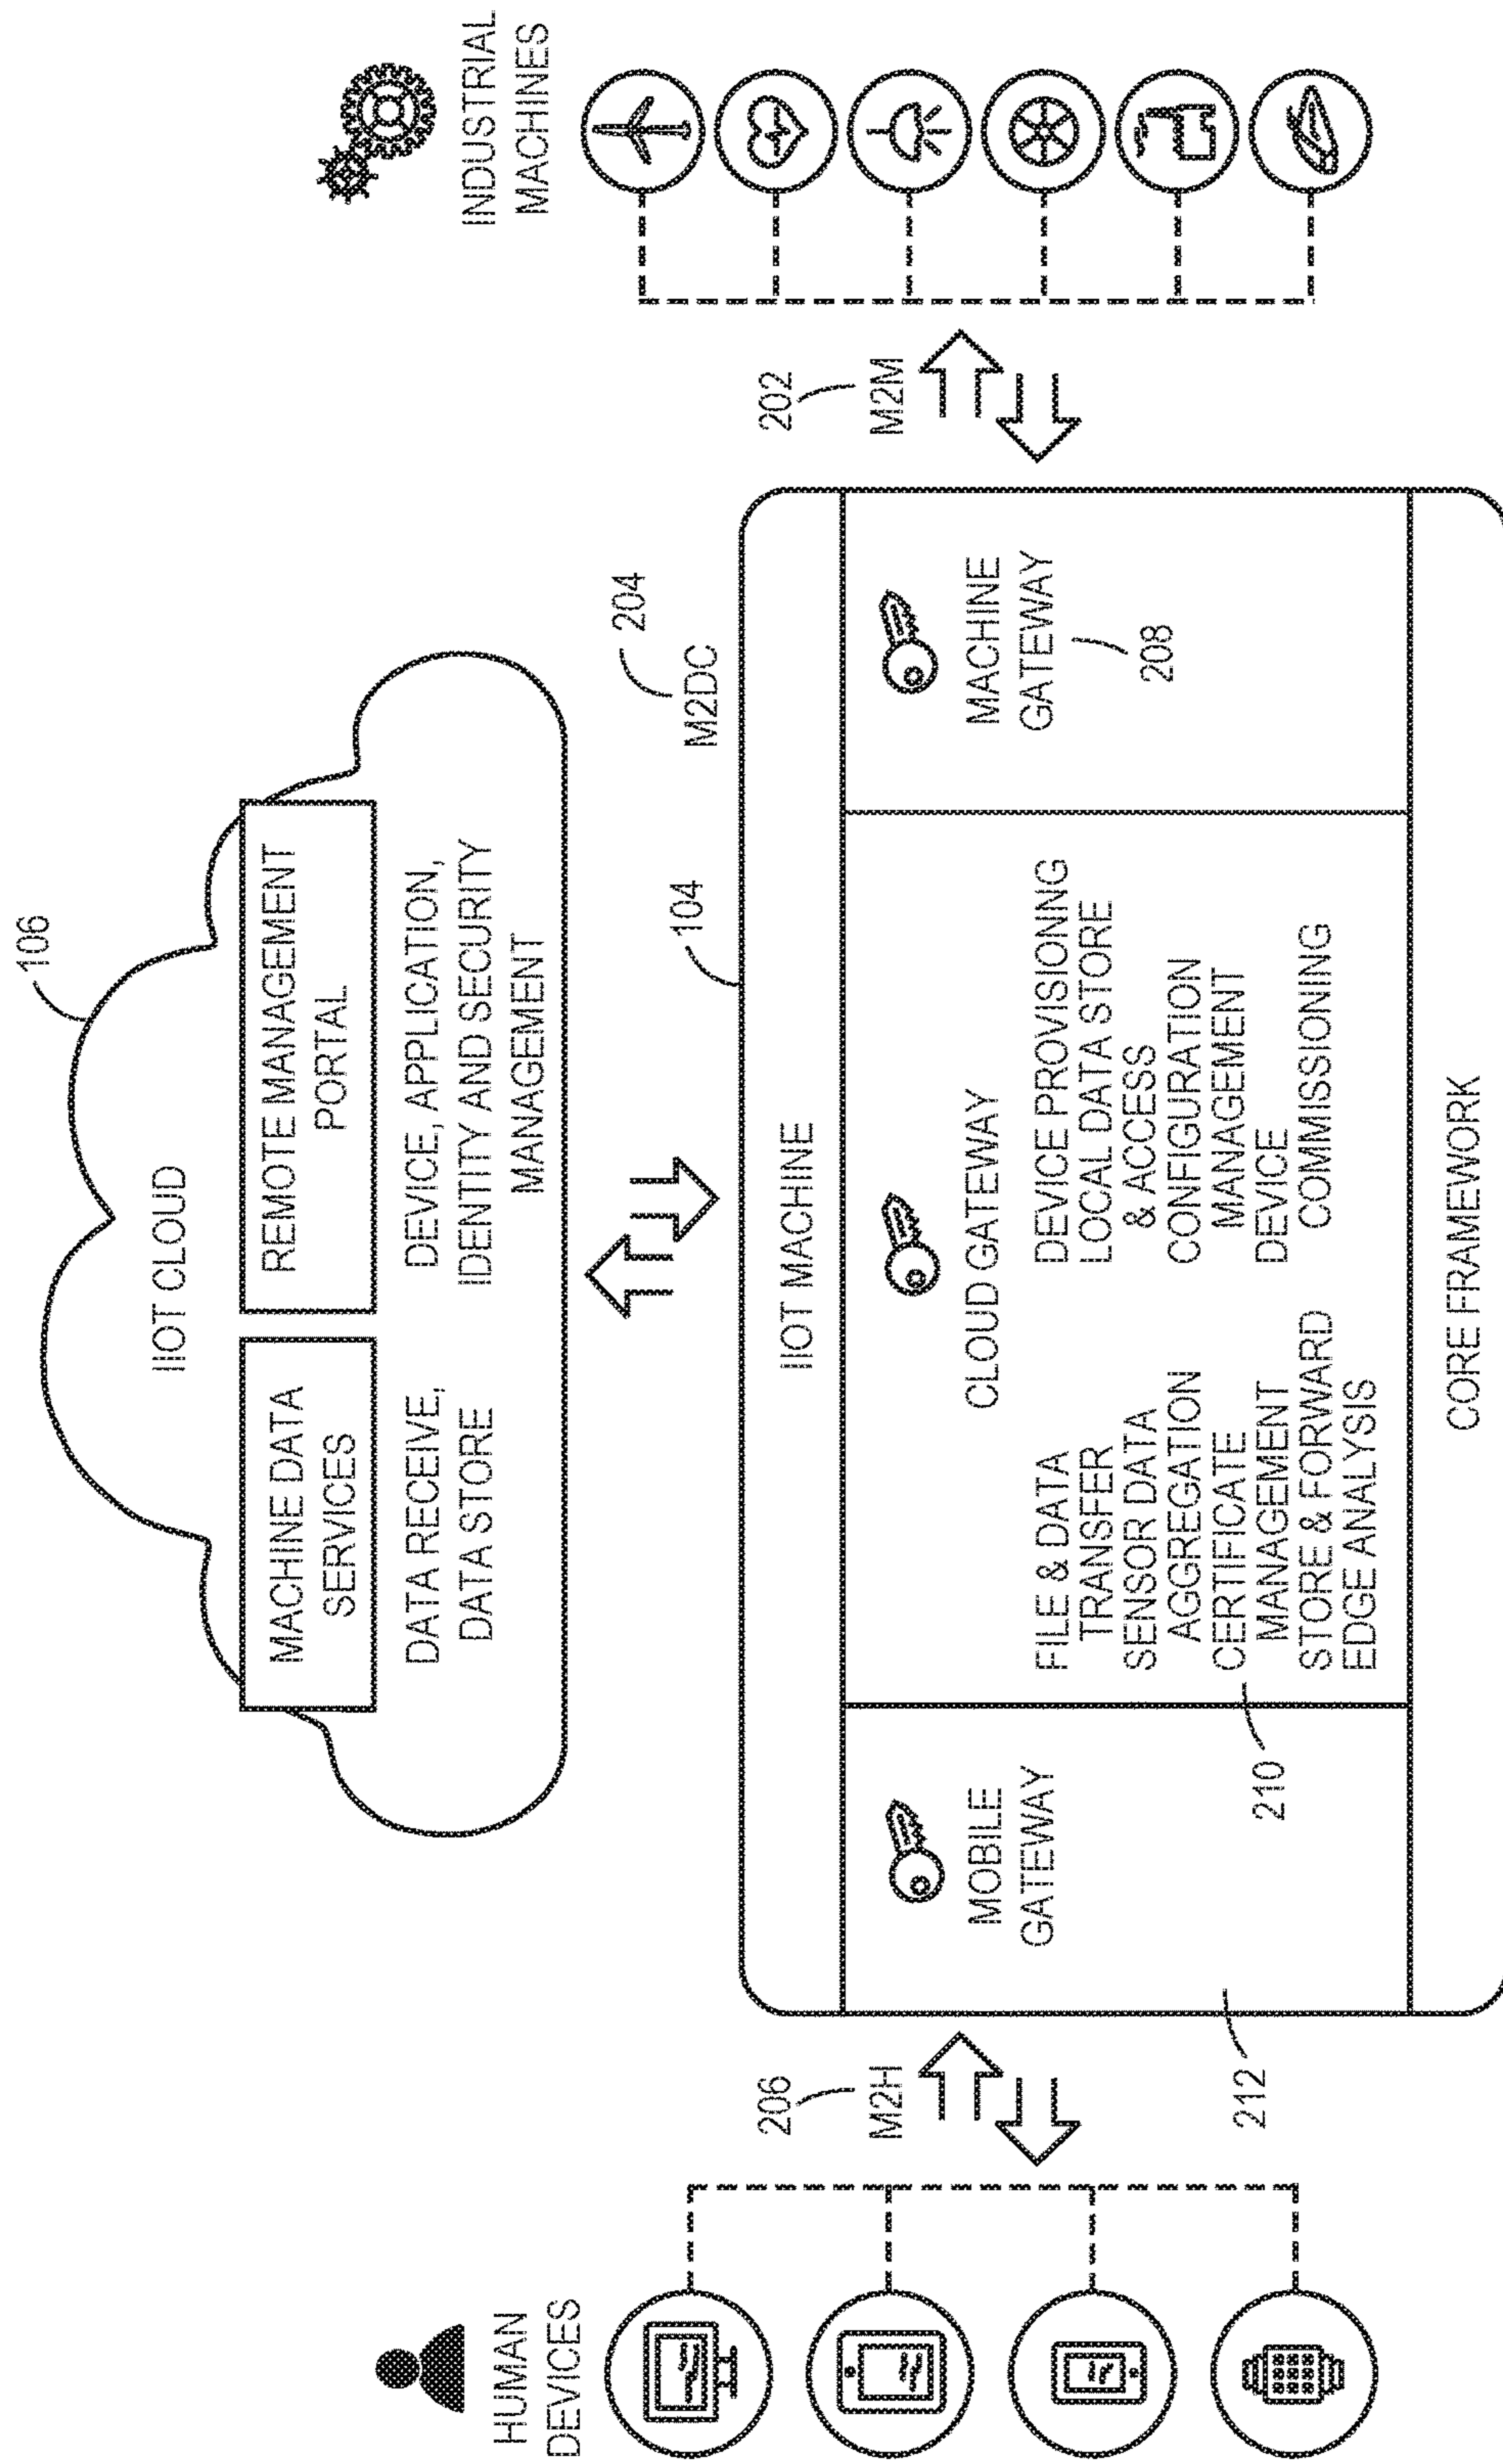 106
IIOT CLOUD
MACHINE DATA
SERVICES
REMOTE MANAGEMENT
PORTAL
DATA RECEIVE,
DATA STORE
DEVICE, APPLICATION,
IDENTITY AND SECURITY
MANAGEMENT
HUMAN
DEVICES
INDUSTRIAL
MACHINES
204
M2DC
104
206
M2H
202
M2M
IIOT MACHINE
MOBILE
GATEWAY
212
CLOUD GATEWAY
FILE & DATA
TRANSFER
SENSOR DATA
AGGREGATION
CERTIFICATE
MANAGEMENT
STORE & FORWARD
EDGE ANALYSIS
210
DEVICE PROVISIONING
LOCAL DATA STORE
& ACCESS
CONFIGURATION
MANAGEMENT
DEVICE
COMMISSIONING
MACHINE
GATEWAY
208
CORE FRAMEWORK